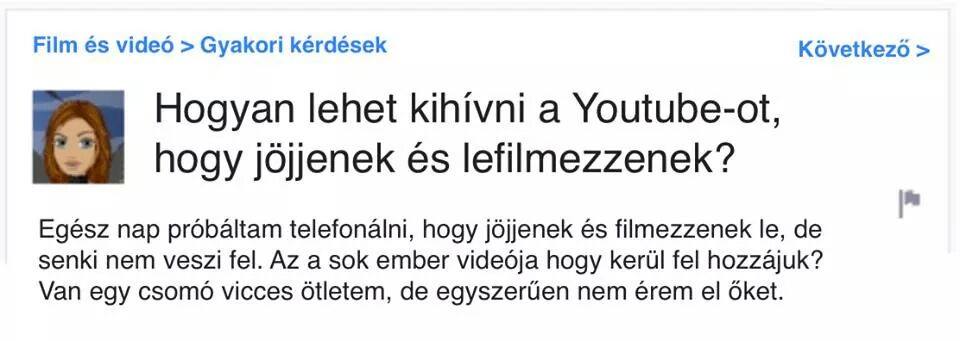 Film és videó > Gyakori kérdések
Következő >
Hogyan lehet kihívni a Youtube-ot,
hogy jöjjenek és lefilmezzenek?
Egész nap próbáltam telefonálni, hogy jöjjenek és filmezzenek le, de
senki nem veszi fel. Az a sok ember videója hogy kerül fel hozzájuk?
Van egy csomó vicces ötletem, de egyszerűen nem érem el őket.